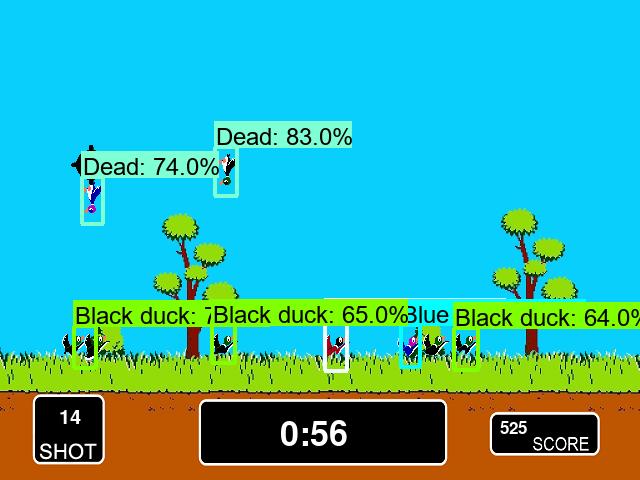 Dead: 83.0%
Dead: 74.0%
Black duck:
Black duck: 65.0%
Blue
Black duck: 64.0%
14
SHOT
0:56
525
SCORE